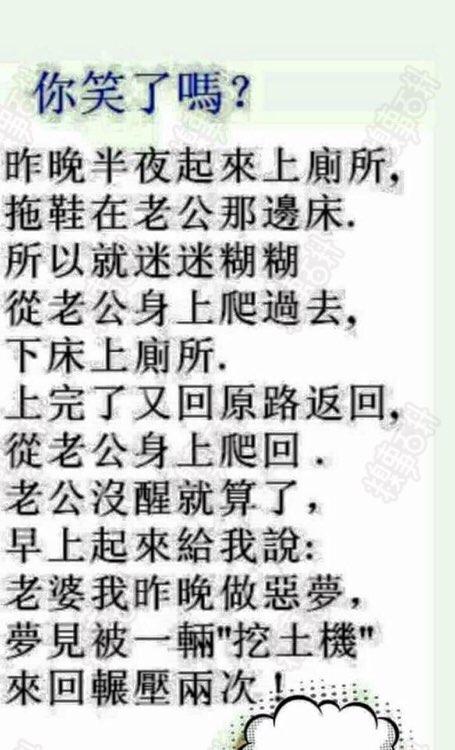 你笑了嗎?
昨晚半夜起來上廁所,
拖鞋在老公那邊床.
所以就迷迷糊糊
從老公身上爬過去,
下床上廁所.
上完了又回原路返回,
從老公身上爬回.
老公沒醒就算了,
早上起來給我說:
老婆我昨晚做惡夢,
夢見被一輛"挖土機"
來回輾壓兩次!